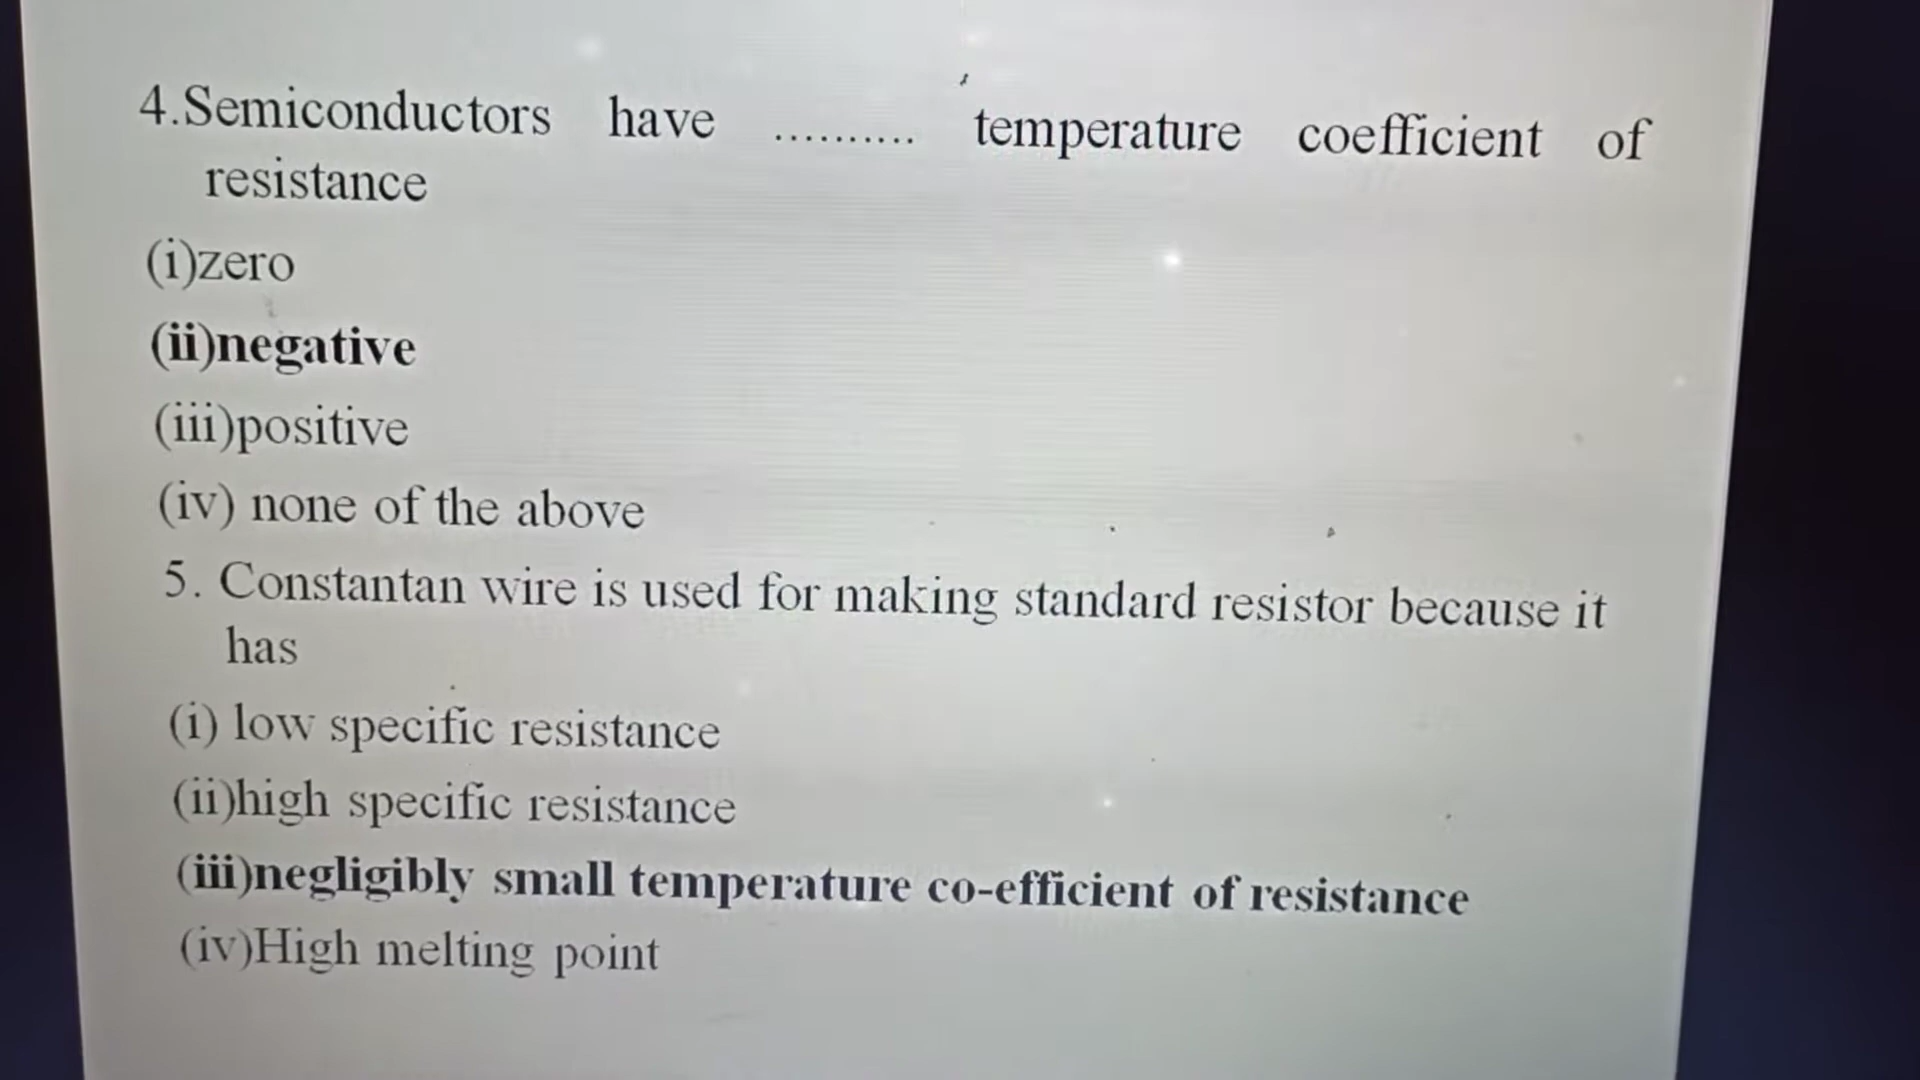 4.Semiconductors have .......... temperature coefficient of
resistance
(i)zero
(ii)negative
(iii)positive
(iv) none of the above
5. Constantan wire is used for making standard resistor because it
has
(i) low specific resistance
(ii)high specific resistance
(iii)negligibly small temperature co-efficient of resistance
(iv)High melting point